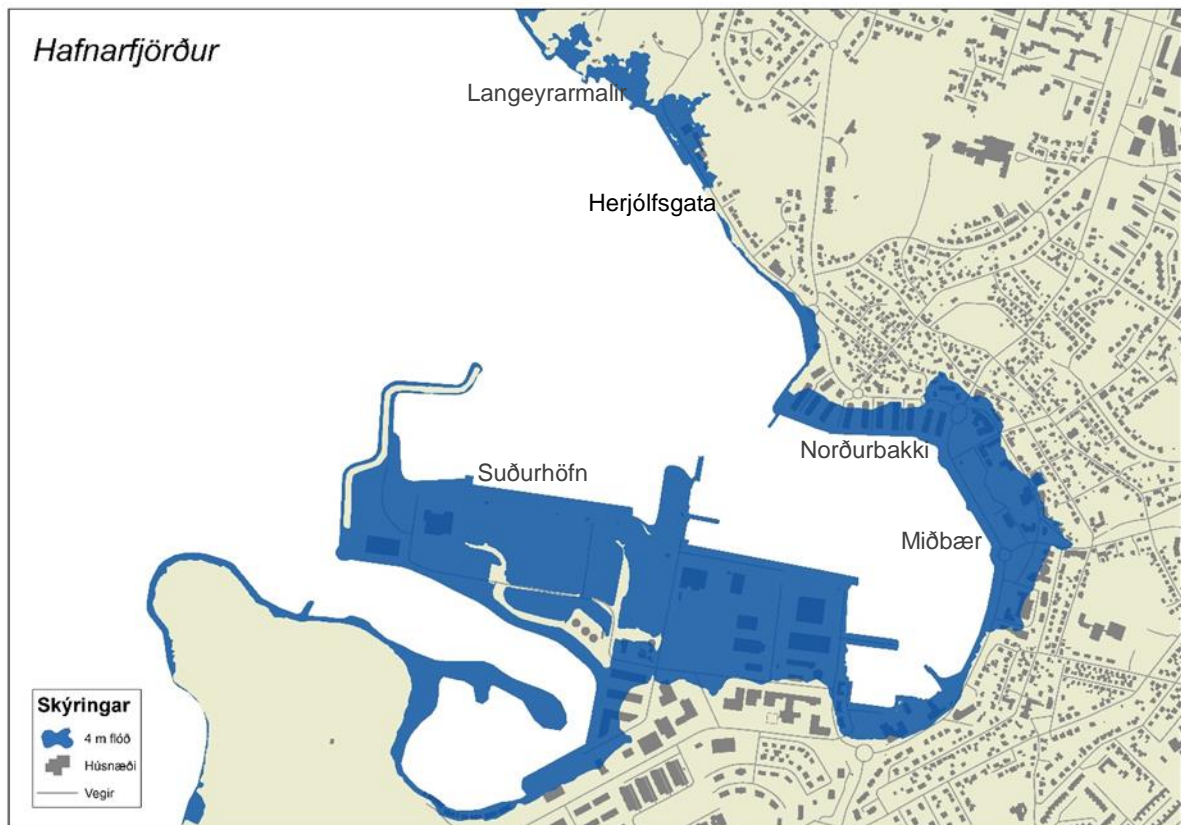 Hafnarfjörður
Langeyrarmalir
Herjólfsgata
Norðurbakki
Suðurhöfn
Miðbær
Skýringar
4 m flóð
Húsnæði
Vegir